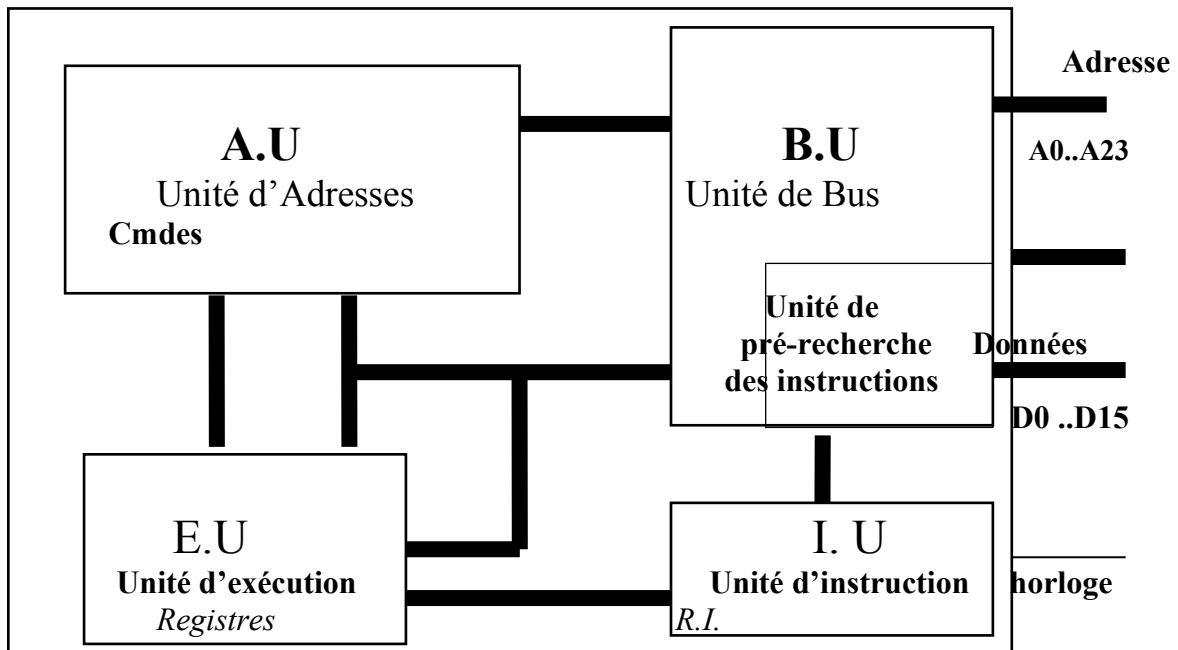 Adresse
A.U
Unité d'Adresses
Cmdes
B.U
Unité de Bus
A0..A23
Unité de
pré-recherche
des instructions
Données
D0 ..D15
E.U
Unité d'exécution
Registres
I. U
Unité d'instruction
R.I.
horloge